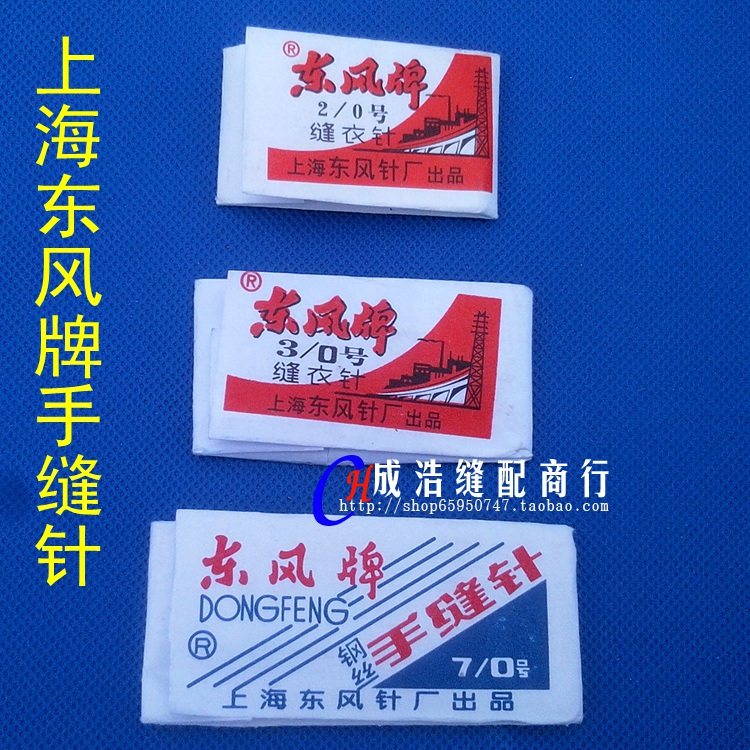 上海东风牌手缝针
®
东风牌
2/0号
缝衣针
上海东风针厂出品
®
东风牌
3/0号
缝衣针
上海东风针厂出品
CH成浩缝配商行
http://shop65950747.taobao.com
东风牌
DONGFENG
®
钢丝
手缝针
7/0号
上海东风针厂出品